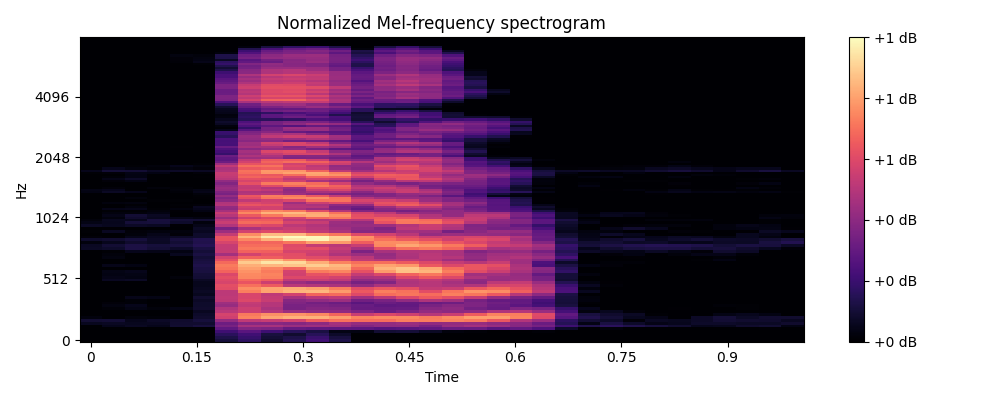 Normalized Mel-frequency spectrogram
Hz
4096
2048
1024
512
0
0 0.15 0.3 0.45 0.6 0.75 0.9
Time
+1 dB
+1 dB
+1 dB
+0 dB
+0 dB
+0 dB